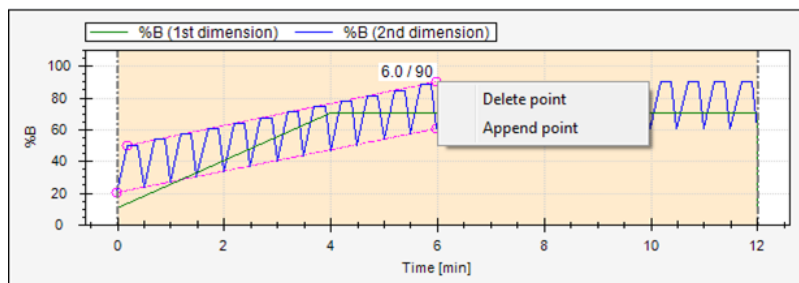 %B (1st dimension) %B (2nd dimension)
100
80
60
40
20
0
%B
6.0 / 90
Delete point
Append point
0 2 4 6 8 10 12
Time [min]